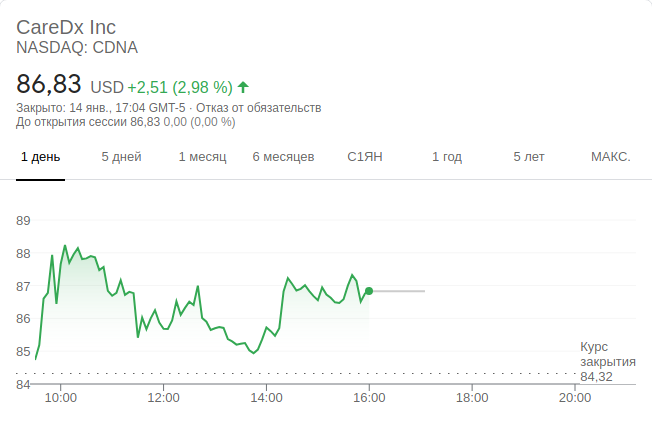 CareDx Inc
NASDAQ: CDNA
86,83 USD +2,51 (2,98 %)
Закрыто: 14 янв., 17:04 GMT-5 · Отказ от обязательств
До открытия сессии 86,83 0,00 (0,00 %)
1 день 5 дней 1 месяц 6 месяцев С1ЯН 1 год 5 лет МАКС.
89
88
87
86
85
Курс
закрытия
84,32
84
10:00 12:00 14:00 16:00 18:00 20:00